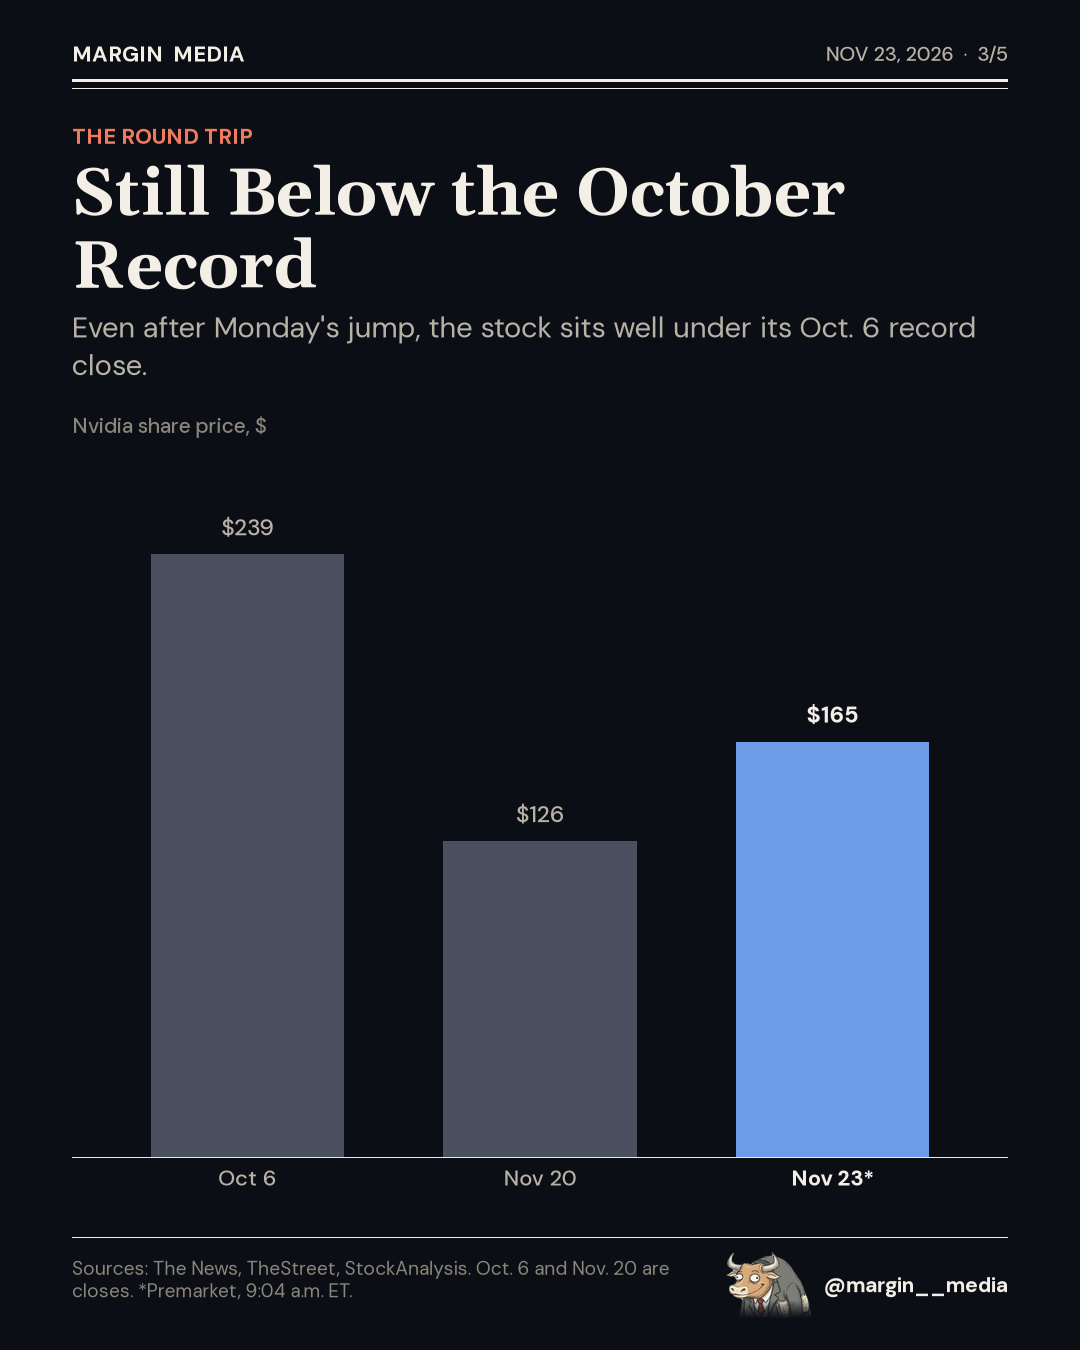 MARGIN MEDIA
NOV 23, 2026 · 3/5
THE ROUND TRIP
Still Below the October
Record
Even after Monday's jump, the stock sits well under its Oct. 6 record
close.
Nvidia share price, $
$239
$126
$165
Oct 6
Nov 20
Nov 23*
Sources: The News, TheStreet, StockAnalysis. Oct. 6 and Nov. 20 are
closes. *Premarket, 9:04 a.m. ET.
@margin__media